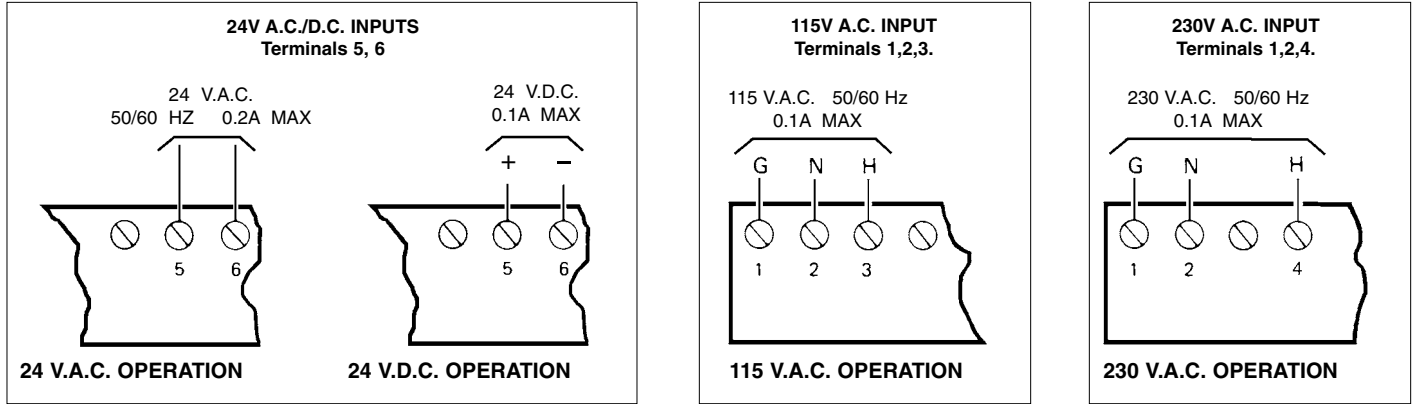 24V A.C./D.C. INPUTS
Terminals 5, 6
24 V.A.C.
50/60 HZ 0.2A MAX
5 6
24 V.A.C. OPERATION
24 V.D.C.
0.1A MAX
+ −
5 6
24 V.D.C. OPERATION
115V A.C. INPUT
Terminals 1,2,3.
115 V.A.C. 50/60 Hz
0.1A MAX
G N H
1 2 3
115 V.A.C. OPERATION
230V A.C. INPUT
Terminals 1,2,4.
230 V.A.C. 50/60 Hz
0.1A MAX
G N H
1 2 4
230 V.A.C. OPERATION